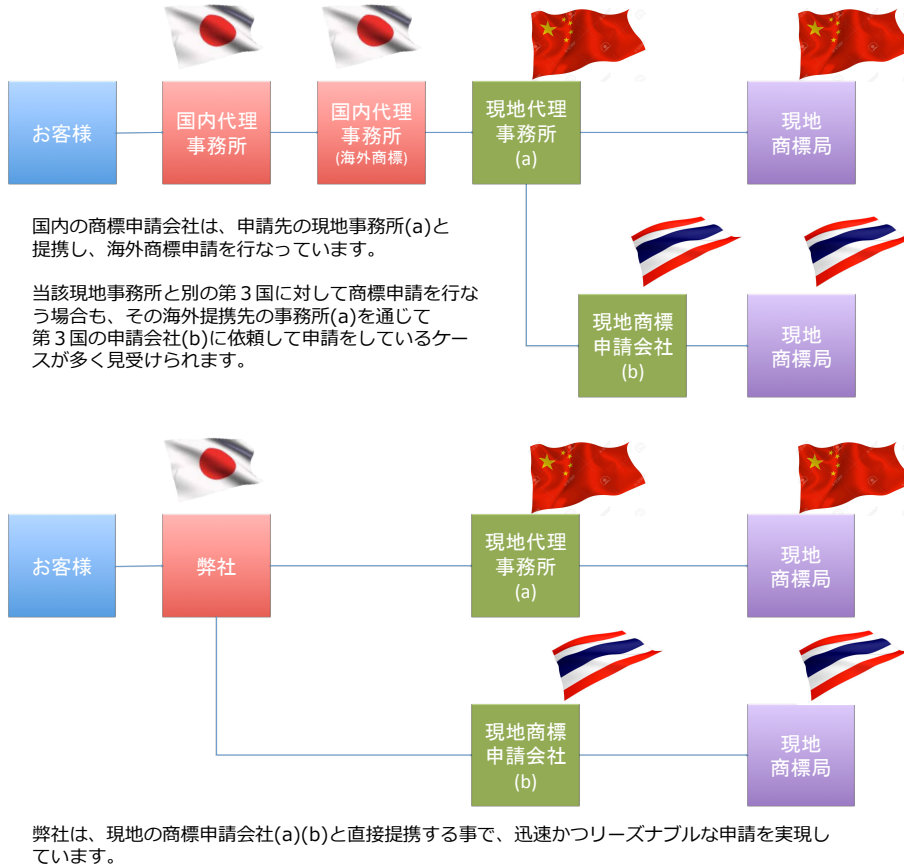 お客様
国内代理
事務所
国内代理
事務所
(海外商標)
現地代理
事務所
(a)
現地
商標局
国内の商標申請会社は、申請先の現地事務所(a)と
提携し、海外商標申請を行なっています。
当該現地事務所と別の第３国に対して商標申請を行な
う場合も、その海外提携先の事務所(a)を通じて
第３国の申請会社(b)に依頼して申請をしているケー
スが多く見受けられます。
現地商標
申請会社
(b)
現地
商標局
お客様
弊社
現地代理
事務所
(a)
現地
商標局
現地商標
申請会社
(b)
現地
商標局
弊社は、現地の商標申請会社(a)(b)と直接提携する事で、迅速かつリーズナブルな申請を実現し
ています。